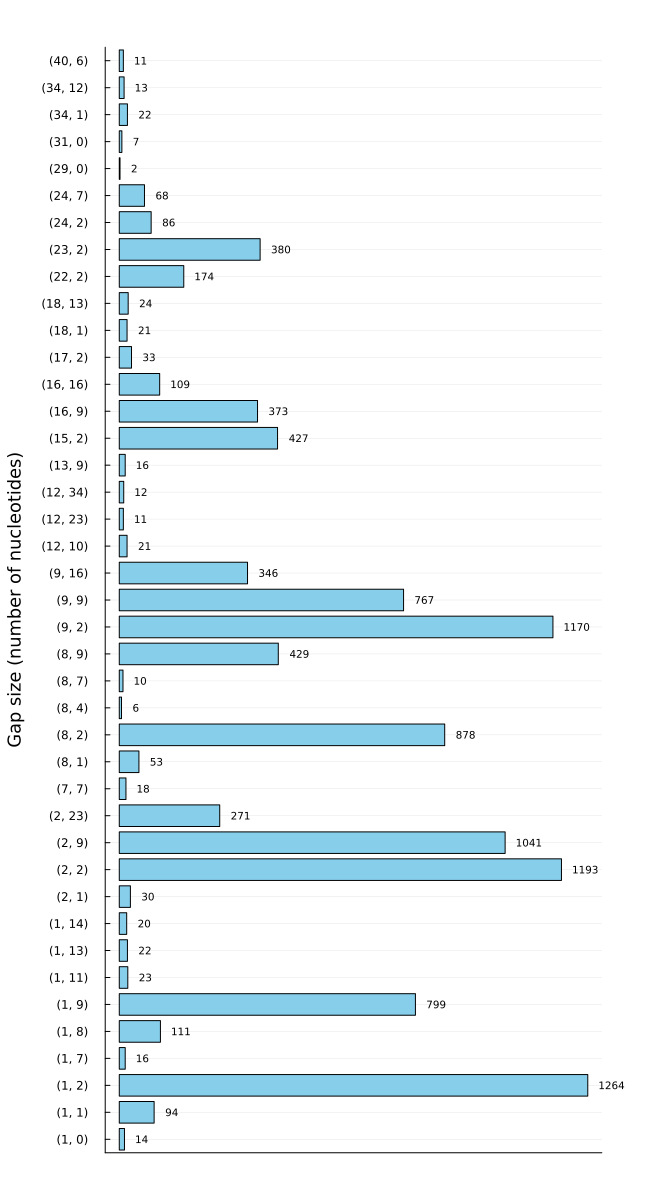 Gap size (number of nucleotides)
(40, 6) 11
(34, 12) 13
(34, 1) 22
(31, 0) 7
(29, 0) 2
(24, 7) 68
(24, 2) 86
(23, 2) 380
(22, 2) 174
(18, 13) 24
(18, 1) 21
(17, 2) 33
(16, 16) 109
(16, 9) 373
(15, 2) 427
(13, 9) 16
(12, 34) 12
(12, 23) 11
(12, 10) 21
(9, 16) 346
(9, 9) 767
(9, 2) 1170
(8, 9) 429
(8, 7) 10
(8, 4) 6
(8, 2) 878
(8, 1) 53
(7, 7) 18
(2, 23) 271
(2, 9) 1041
(2, 2) 1193
(2, 1) 30
(1, 14) 20
(1, 13) 22
(1, 11) 23
(1, 9) 799
(1, 8) 111
(1, 7) 16
(1, 2) 1264
(1, 1) 94
(1, 0) 14